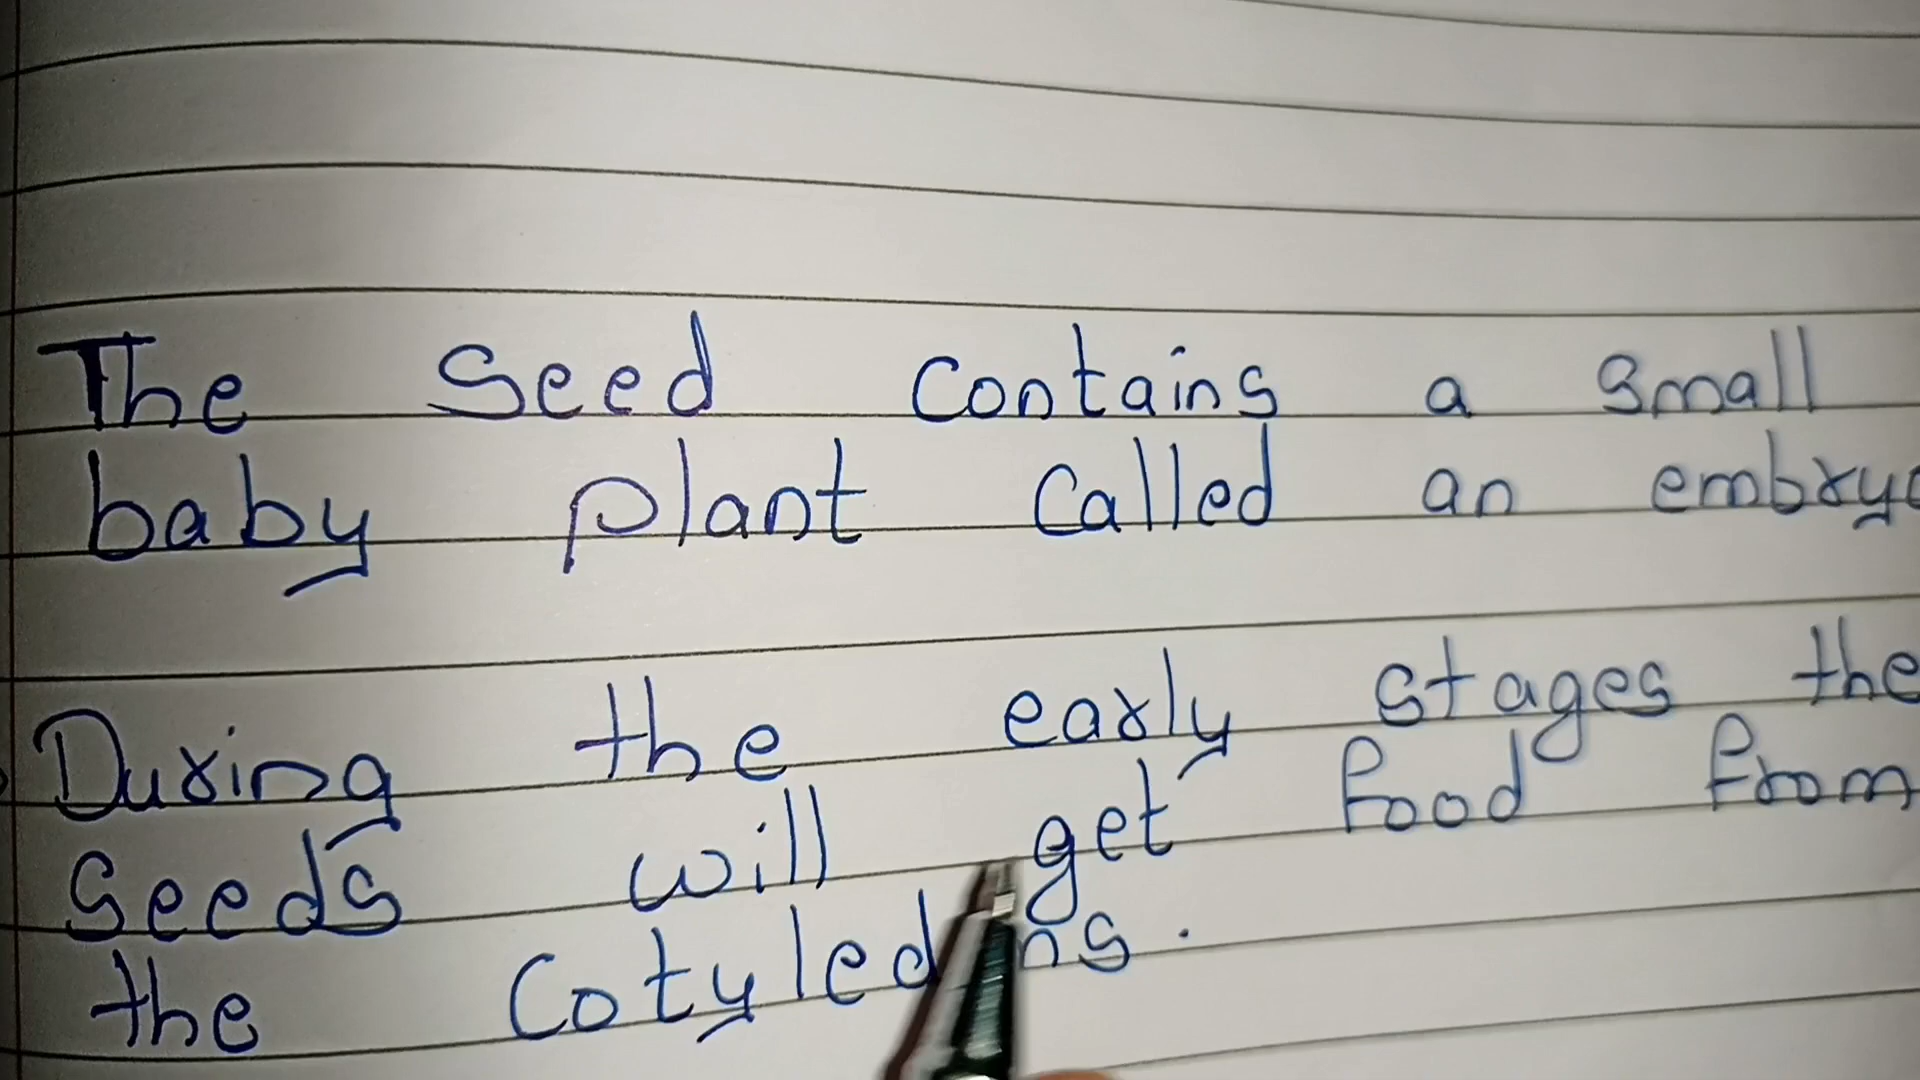 The Seed contains a small
baby plant called an embryo
During the early stages the
Seeds will get food from
the Cotyledons.